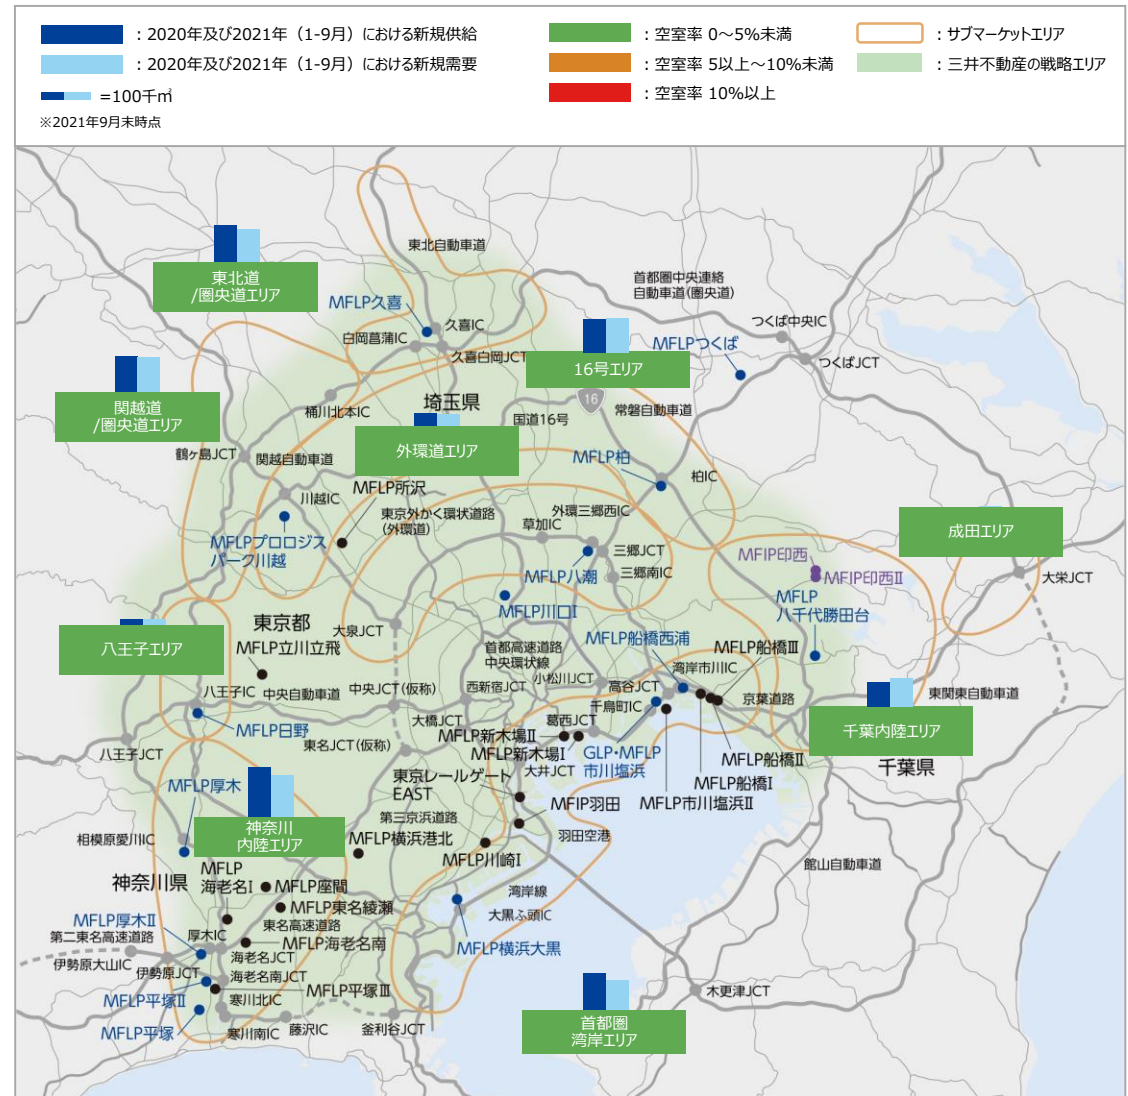 ：2020年及び2021年（1-9月）における新規供給
：2020年及び2021年（1-9月）における新規需要
=100千㎡
※2021年9月末時点
：空室率 0～5%未満
：空室率 5以上～10%未満
：空室率 10%以上
：サブマーケットエリア
：三井不動産の戦略エリア
東北自動車道
東北道
/圏央道エリア
首都圏中央連絡
自動車道(圏央道)
MFLP久喜
久喜IC
白岡菖蒲IC
久喜白岡JCT
つくば中央IC
MFLPつくば
つくばJCT
16号エリア
16
関越道
/圏央道エリア
桶川北本IC
埼玉県
国道16号
常磐自動車道
外環道エリア
鶴ヶ島JCT
関越自動車道
MFLP柏
柏IC
川越IC
MFLP所沢
東京外かく環状道路
(外環道)
外環三郷西IC
草加IC
成田エリア
MFLPプロロジス
パーク川越
三郷JCT
MFLP八潮
三郷南IC
MFIP印西
MFIP印西Ⅱ
大栄JCT
MFLP川口Ⅰ
MFLP
八千代勝田台
東京都
大泉JCT
八王子エリア
MFLP立川立飛
首都高速道路
中央環状線
MFLP船橋西浦
MFLP船橋Ⅲ
湾岸市川IC
小松川JCT
八王子IC
中央自動車道
中央JCT(仮称)
西新宿JCT
高谷JCT
京葉道路
東関東自動車道
千鳥町IC
MFLP日野
大橋JCT
葛西JCT
千葉内陸エリア
東名JCT(仮称)
MFLP新木場Ⅱ
MFLP新木場Ⅰ
GLP・MFLP
市川塩浜
八王子JCT
大井JCT
MFLP船橋Ⅱ
MFLP船橋Ⅰ
千葉県
MFLP厚木
東京レールゲート
EAST
MFIP羽田
MFLP市川塩浜Ⅱ
第三京浜道路
神奈川
内陸エリア
相模原愛川IC
MFLP横浜港北
羽田空港
MFLP川崎Ⅰ
館山自動車道
神奈川県
MFLP
海老名Ⅰ
MFLP座間
湾岸線
MFLP東名綾瀬
大黒ふ頭IC
MFLP厚木Ⅱ
東名高速道路
第二東名高速道路
厚木IC
MFLP海老名南
MFLP横浜大黒
海老名JCT
伊勢原大山IC
伊勢原JCT
海老名南JCT
MFLP平塚Ⅲ
木更津JCT
MFLP平塚Ⅱ
寒川北IC
MFLP平塚
寒川南IC
藤沢IC
釜利谷JCT
首都圏
湾岸エリア